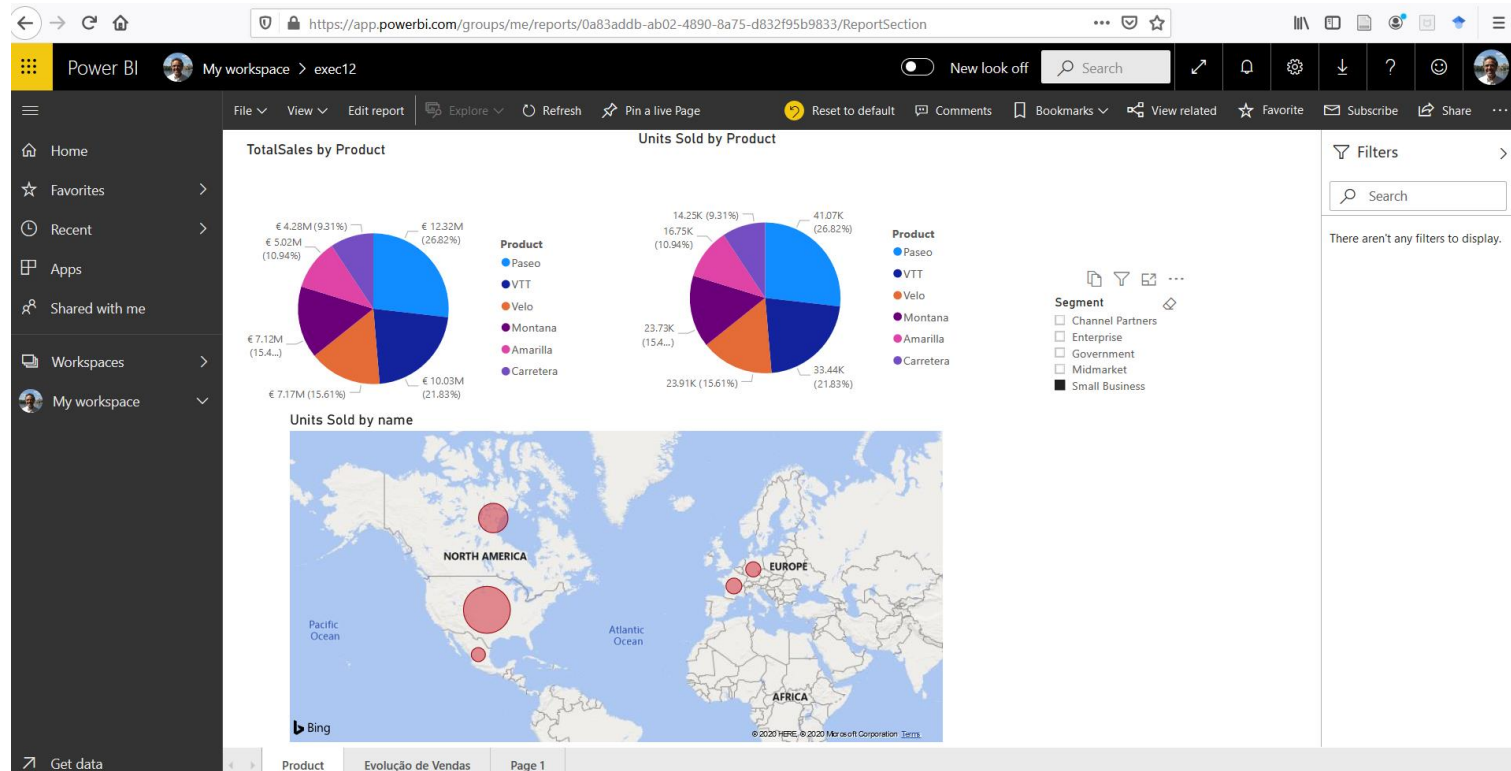 https://app.powerbi.com/groups/me/reports/0a83addb-ab02-4890-8a75-d832f95b9833/ReportSection
Power BI
My workspace > exec12
New look off
Search
File View Edit report Explore Refresh Pin a live Page
Reset to default Comments Bookmarks View related Favorite Subscribe Share
Home
Favorites
Recent
Apps
Shared with me
Workspaces
My workspace
Get data
TotalSales by Product
€ 4.28M (9.31%)
€ 12.32M
(26.82%)
€ 5.02M
(10.94%)
€ 7.12M
(15.4...)
€ 7.17M (15.61%)
€ 10.03M
(21.83%)
Product
Paseo
VTT
Velo
Montana
Amarilla
Carretera
Units Sold by Product
14.25K (9.31%)
41.07K
(26.82%)
16.75K
(10.94%)
23.73K
(15.4...)
23.91K (15.61%)
33.44K
(21.83%)
Product
Paseo
VTT
Velo
Montana
Amarilla
Carretera
Segment
Channel Partners
Enterprise
Government
Midmarket
Small Business
Units Sold by name
NORTH AMERICA
EUROPE
Pacific
Ocean
Atlantic
Ocean
AFRICA
Bing
© 2020 HERE, © 2020 Microsoft Corporation Terms
Filters
Search
There aren't any filters to display.
Product Evolução de Vendas Page 1